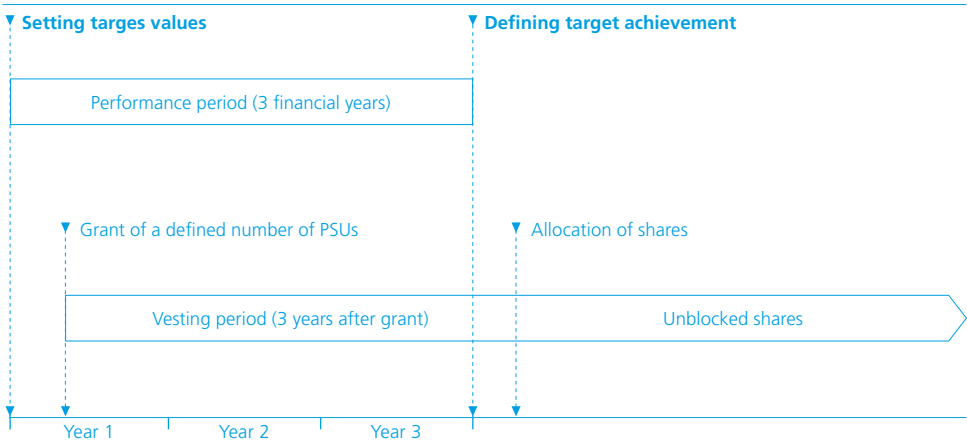 Setting targes values
Defining target achievement
Performance period (3 financial years)
Grant of a defined number of PSUs
Allocation of shares
Vesting period (3 years after grant)
Unblocked shares
Year 1
Year 2
Year 3